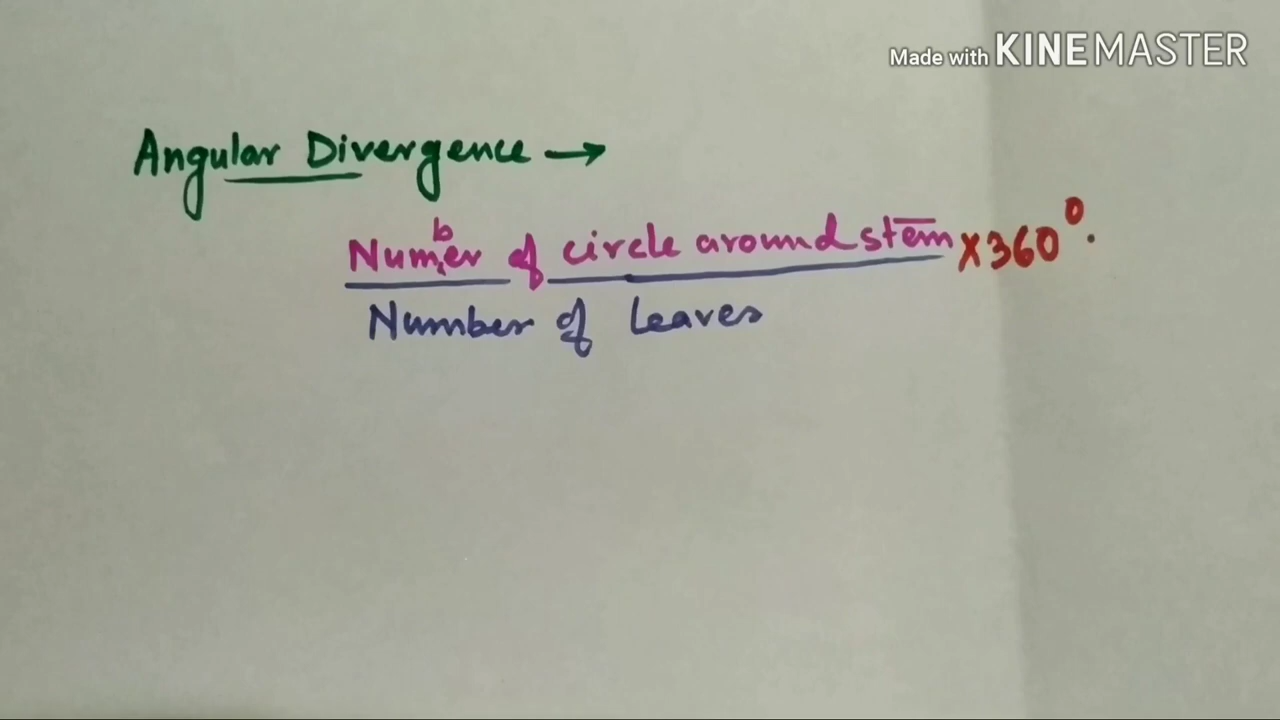 Made with KINEMASTER
Angular Divergence →
Number of circle around stem X 360°.
Number of leaves